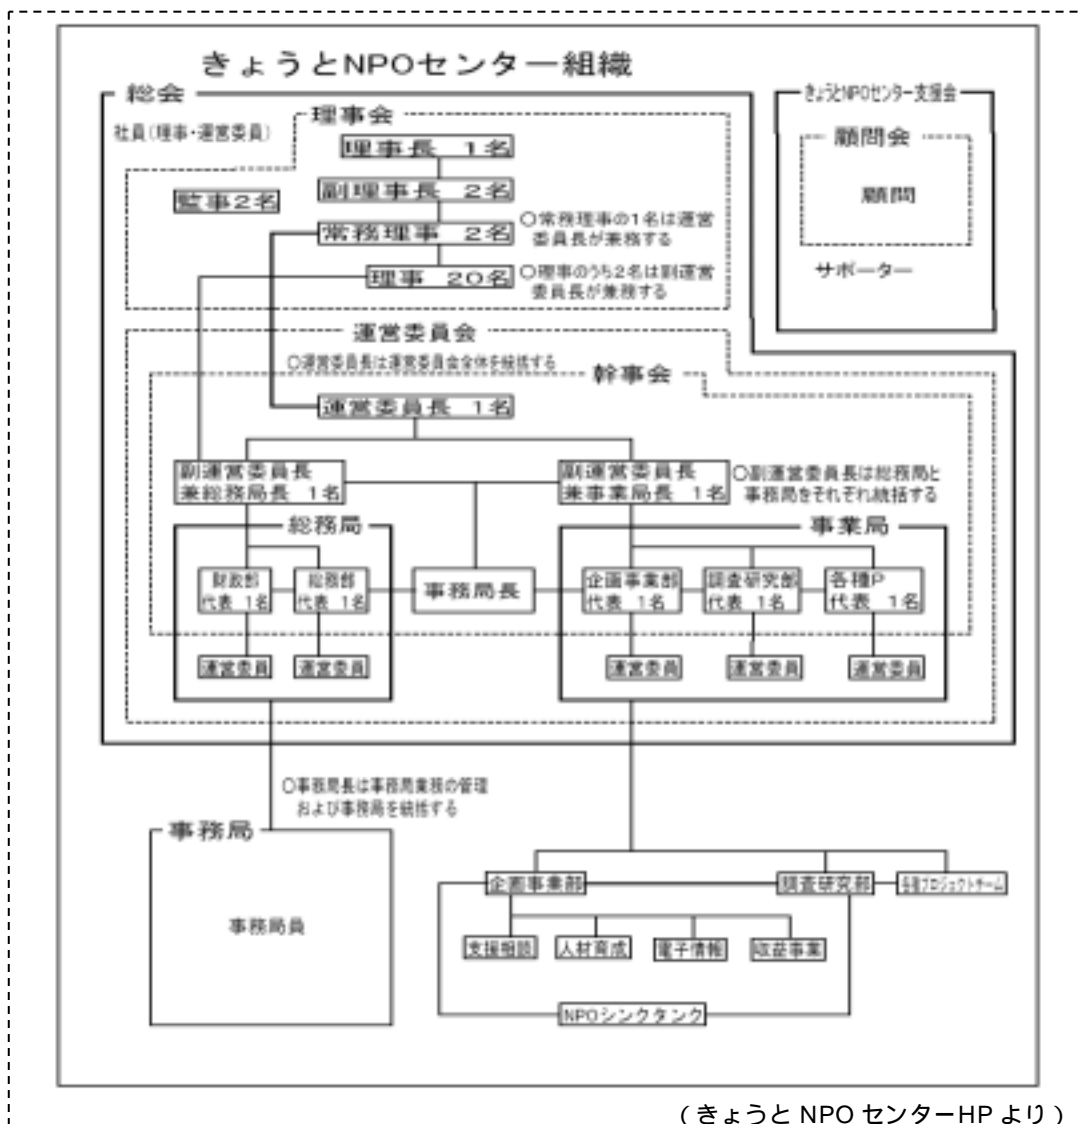 きょうとNPOセンター組織
総会
社員(理事・運営委員)
理事会
理事長 1名
副理事長 2名
監事2名
常務理事 2名
○常務理事の1名は運営
委員長が兼務する
理事 20名
○理事のうち2名は副運営
委員長が兼務する
きょうとNPOセンター支援会
顧問会
顧問
サポーター
運営委員会
○運営委員長は運営委員会全体を統括する
幹事会
運営委員長 1名
副運営委員長
兼総務局長 1名
副運営委員長
兼事業局長 1名
○副運営委員長は総務局と
事務局をそれぞれ統括する
総務局
事業局
財政部
代表 1名
総務部
代表 1名
事務局長
企画事業部
代表 1名
調査研究部
代表 1名
各種P
代表 1名
運営委員
運営委員
運営委員
運営委員
運営委員
○事務局長は事務局業務の管理
および事務局を統括する
事務局
事務局員
企画事業部
調査研究部
各種プロジェクトチーム
支援相談
人材育成
電子情報
収益事業
NPOシンクタンク
(きょうと NPO センターHP より)